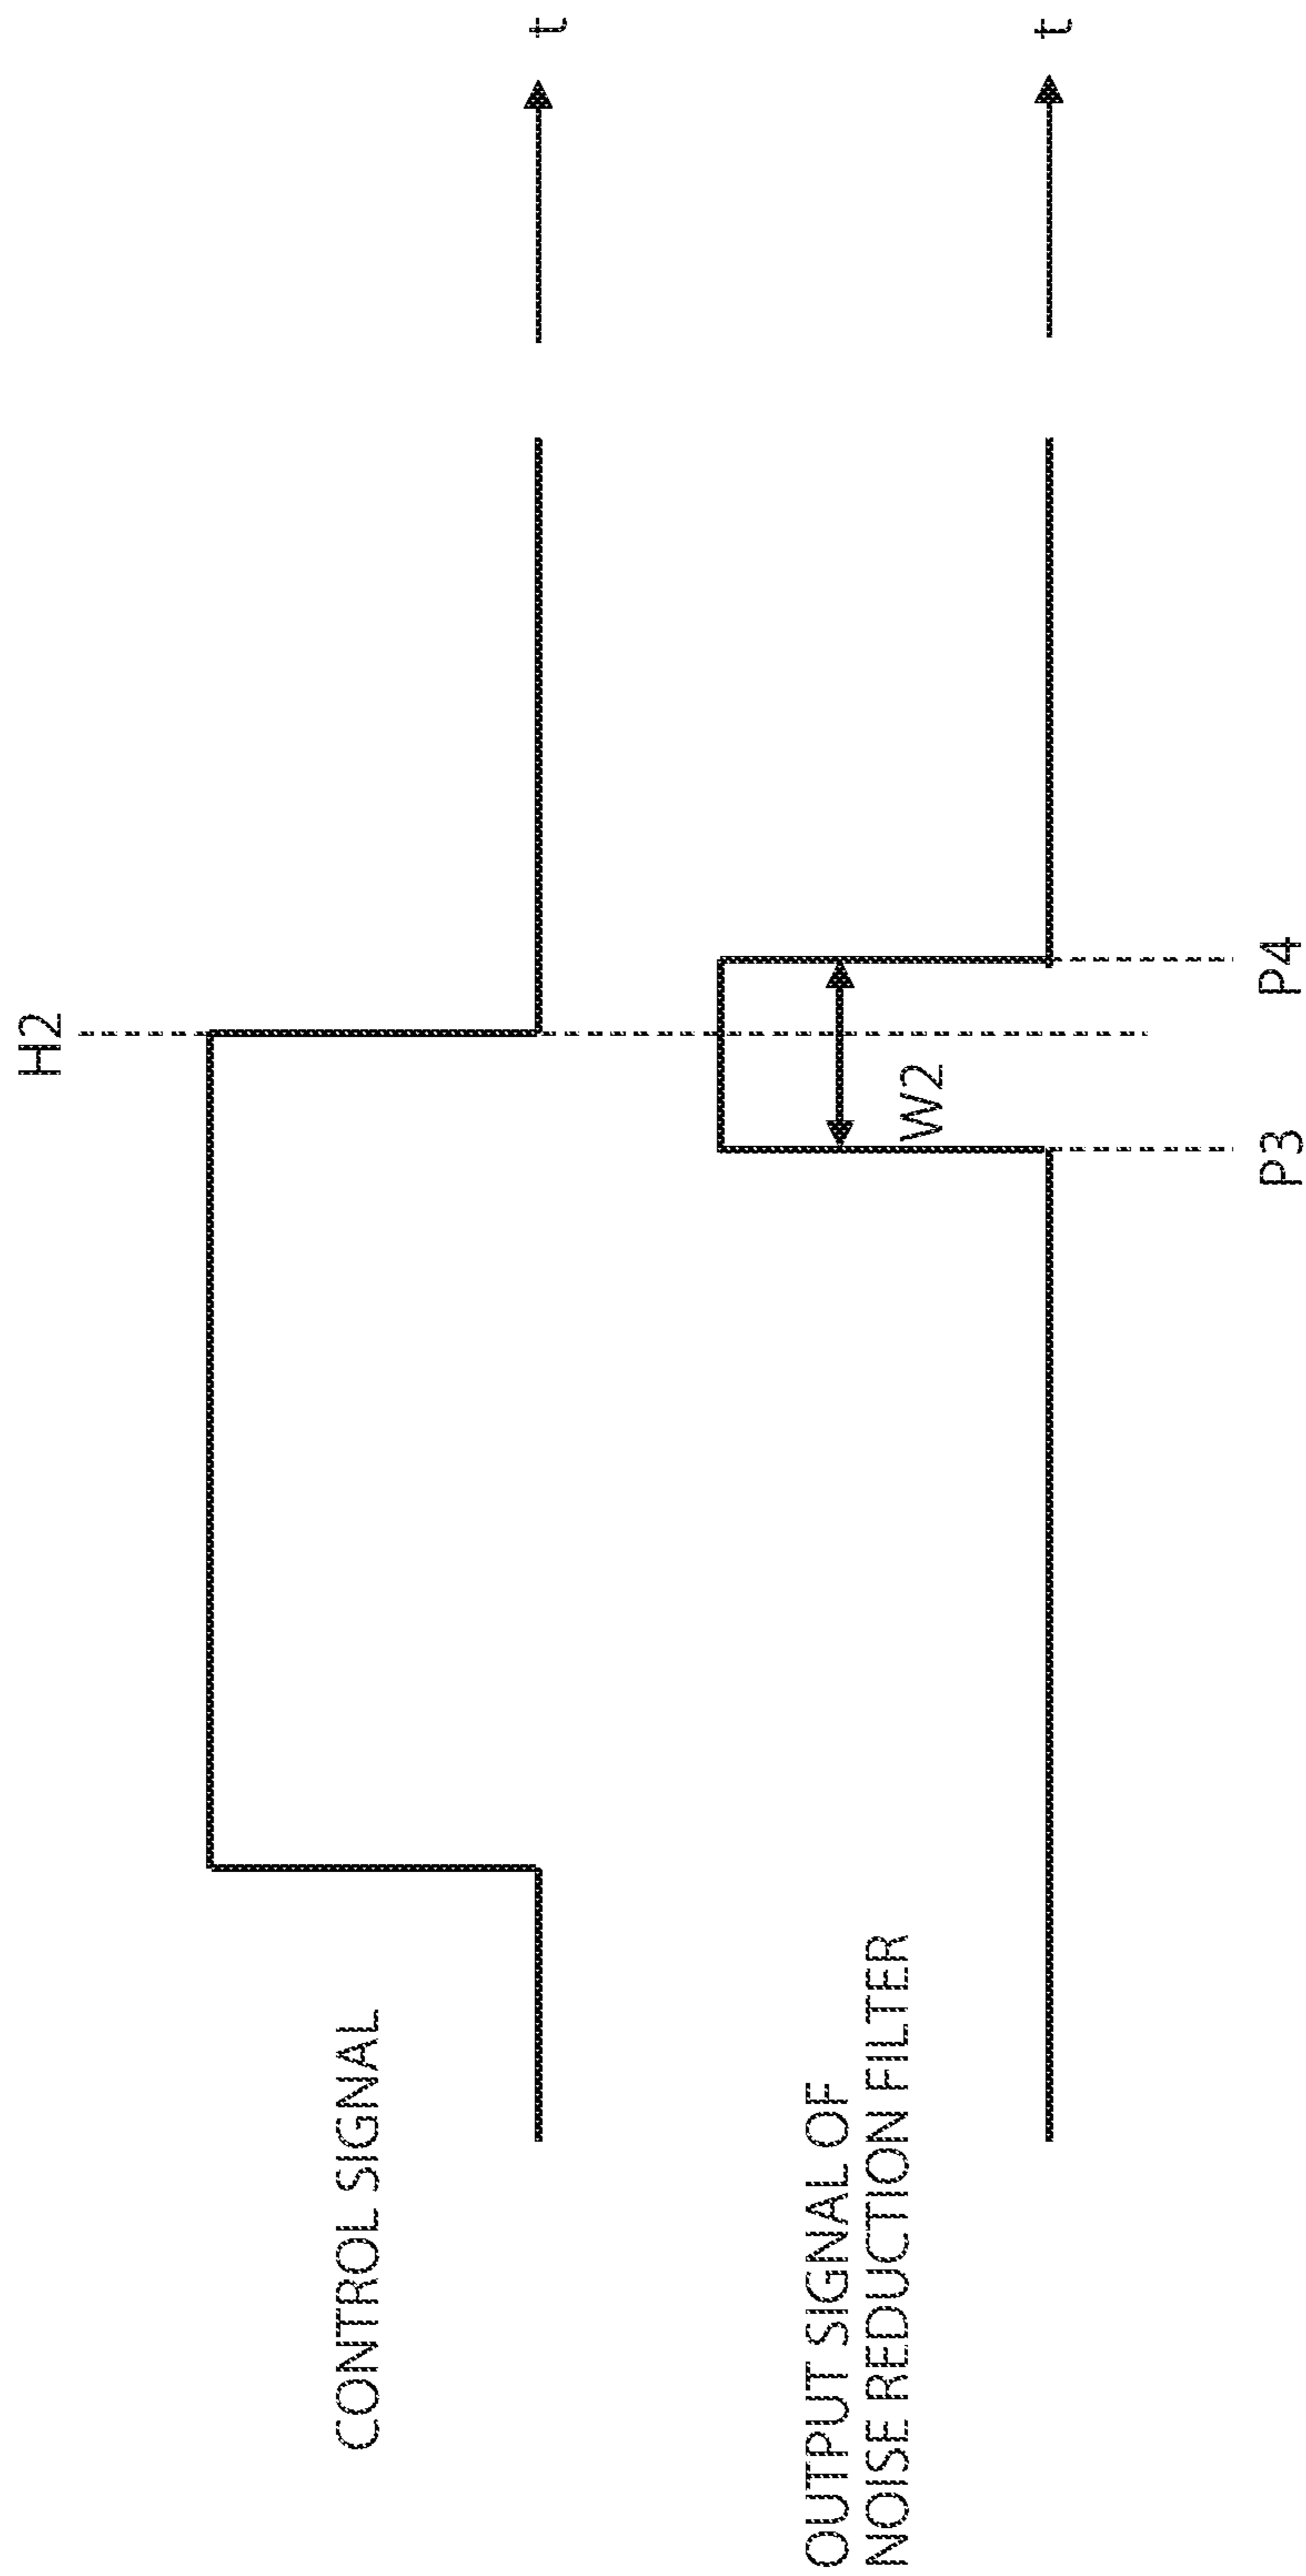 H2
CONTROL SIGNAL
t
W2
OUTPUT SIGNAL OF
NOISE REDUCTION FILTER
t
P3
P4